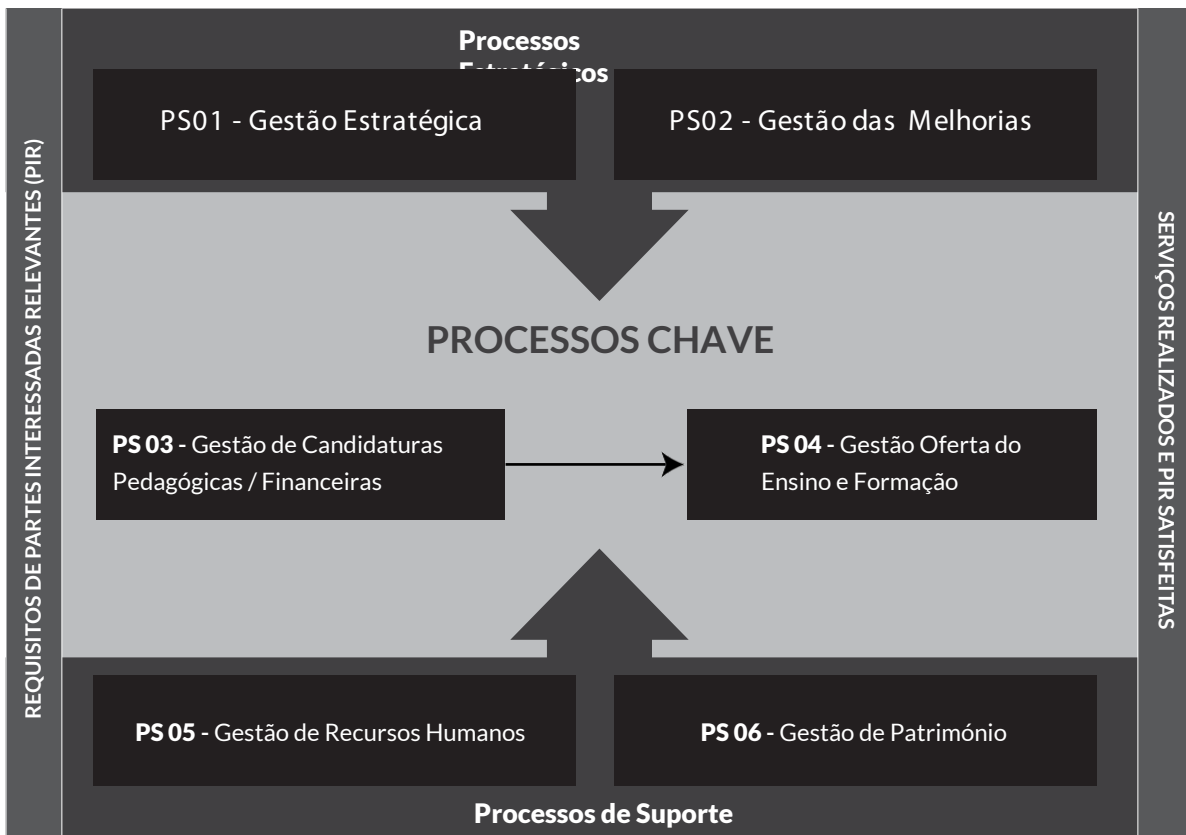 Processos
Estratégicos
PS01 - Gestão Estratégica
PS02 - Gestão das Melhorias
REQUISITOS DE PARTES INTERESSADAS RELEVANTES (PIR)
PROCESSOS CHAVE
PS 03 - Gestão de Candidaturas
Pedagógicas / Financeiras
PS 04 - Gestão Oferta do
Ensino e Formação
SERVIÇOS REALIZADOS E PIR SATISFEITAS
PS 05 - Gestão de Recursos Humanos
PS 06 - Gestão de Património
Processos de Suporte